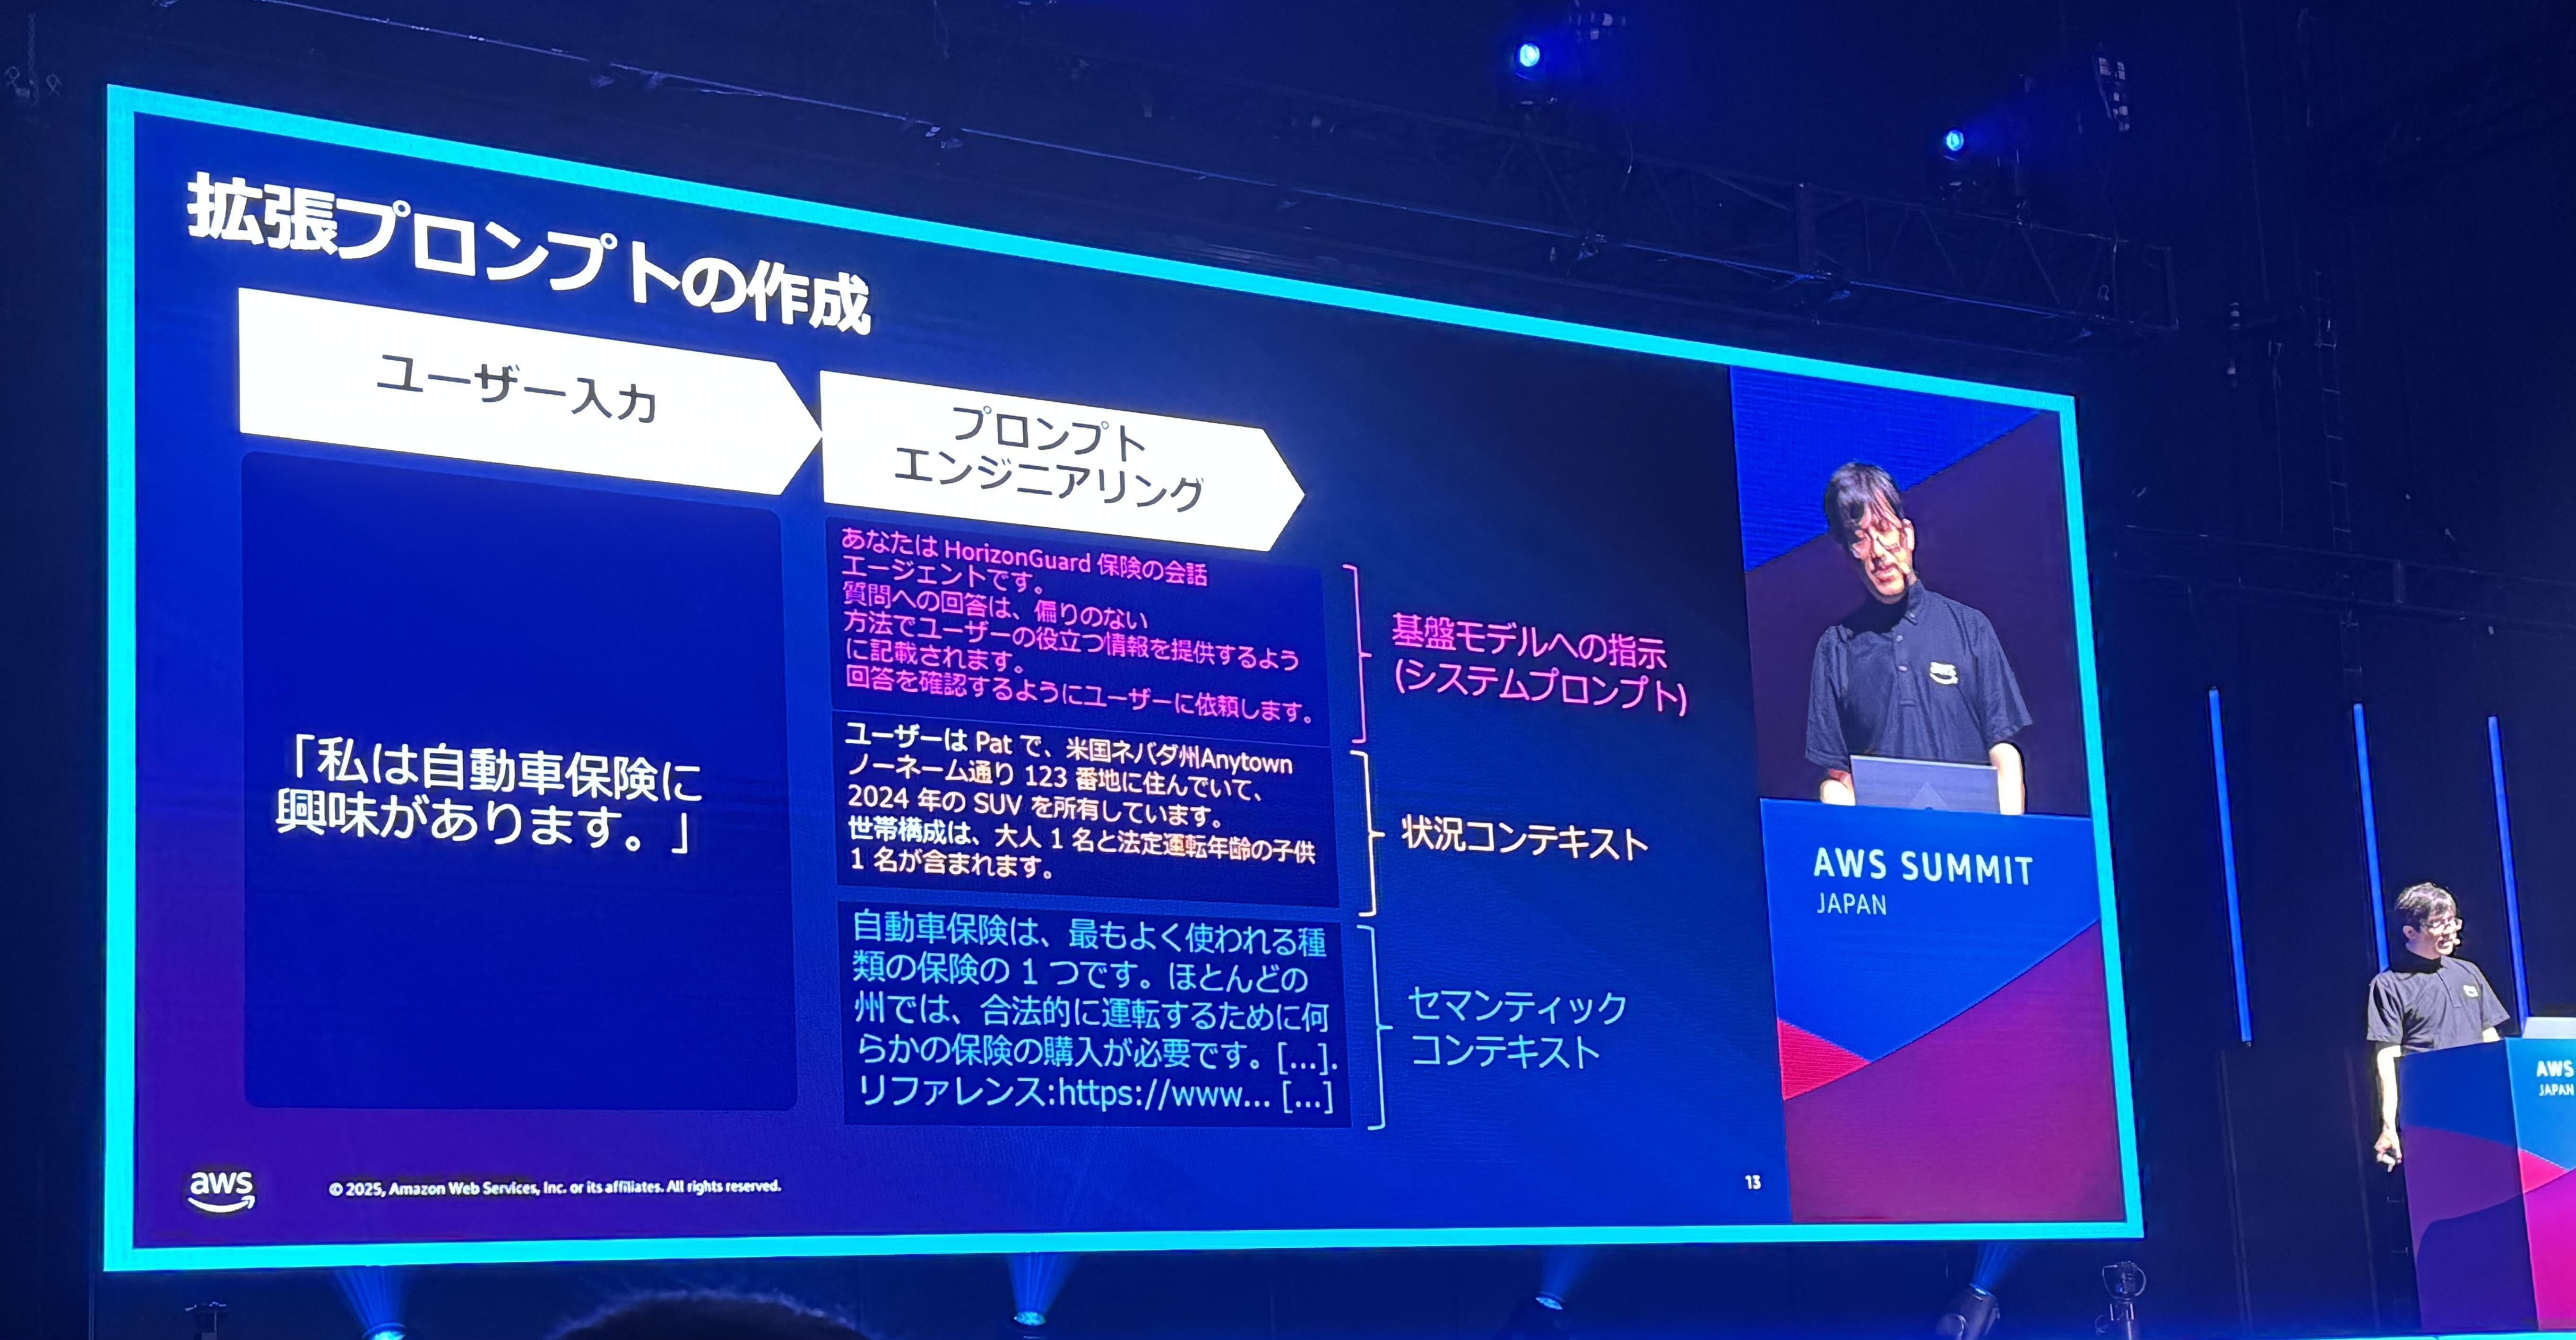 拡張プロンプトの作成
ユーザー入力
プロンプト
エンジニアリング
「私は自動車保険に
興味があります。」
あなたは HorizonGuard 保険の会話
エージェントです。
質問への回答は、偏りのない
方法でユーザーの役立つ情報を提供するよう
に記載されます。
回答を確認するようにユーザーに依頼します。
基盤モデルへの指示
(システムプロンプト)
ユーザーは Pat で、米国ネバダ州Anytown
ノーネーム通り 123 番地に住んでいて、
2024 年の SUV を所有しています。
世帯構成は、大人 1 名と法定運転年齢の子供
1 名が含まれます。
状況コンテキスト
自動車保険は、最もよく使われる種
類の保険の 1 つです。ほとんどの
州では、合法的に運転するために何
らかの保険の購入が必要です。[...].
リファレンス:https://www... [...]
セマンティック
コンテキスト
aws
© 2025, Amazon Web Services, Inc. or its affiliates. All rights reserved.
13
aws
AWS SUMMIT
JAPAN
AWS
JAPAN